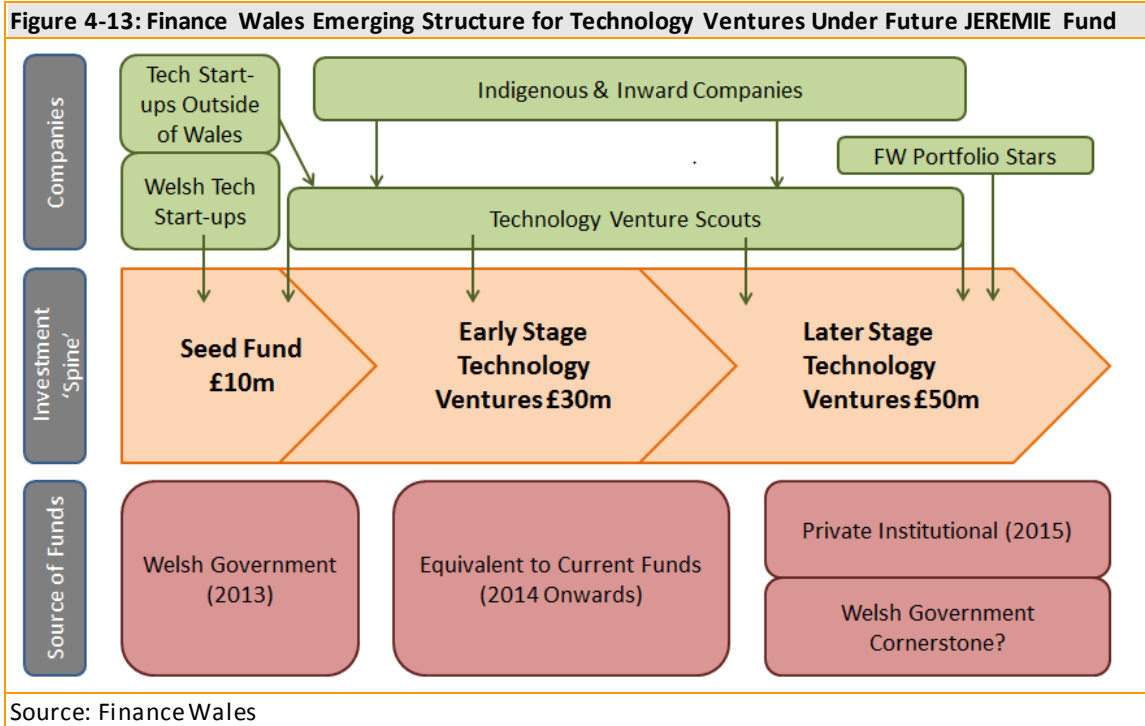 Figure 4-13: Finance Wales Emerging Structure for Technology Ventures Under Future JEREMIE Fund
Companies
Tech Start-
ups Outside
of Wales
Indigenous & Inward Companies
FW Portfolio Stars
Welsh Tech
Start-ups
Technology Venture Scouts
Investment
‘Spine’
Seed Fund
£10m
Early Stage
Technology
Ventures £30m
Later Stage
Technology
Ventures £50m
Source of Funds
Welsh Government
(2013)
Equivalent to Current Funds
(2014 Onwards)
Private Institutional (2015)
Welsh Government
Cornerstone?
Source: Finance Wales